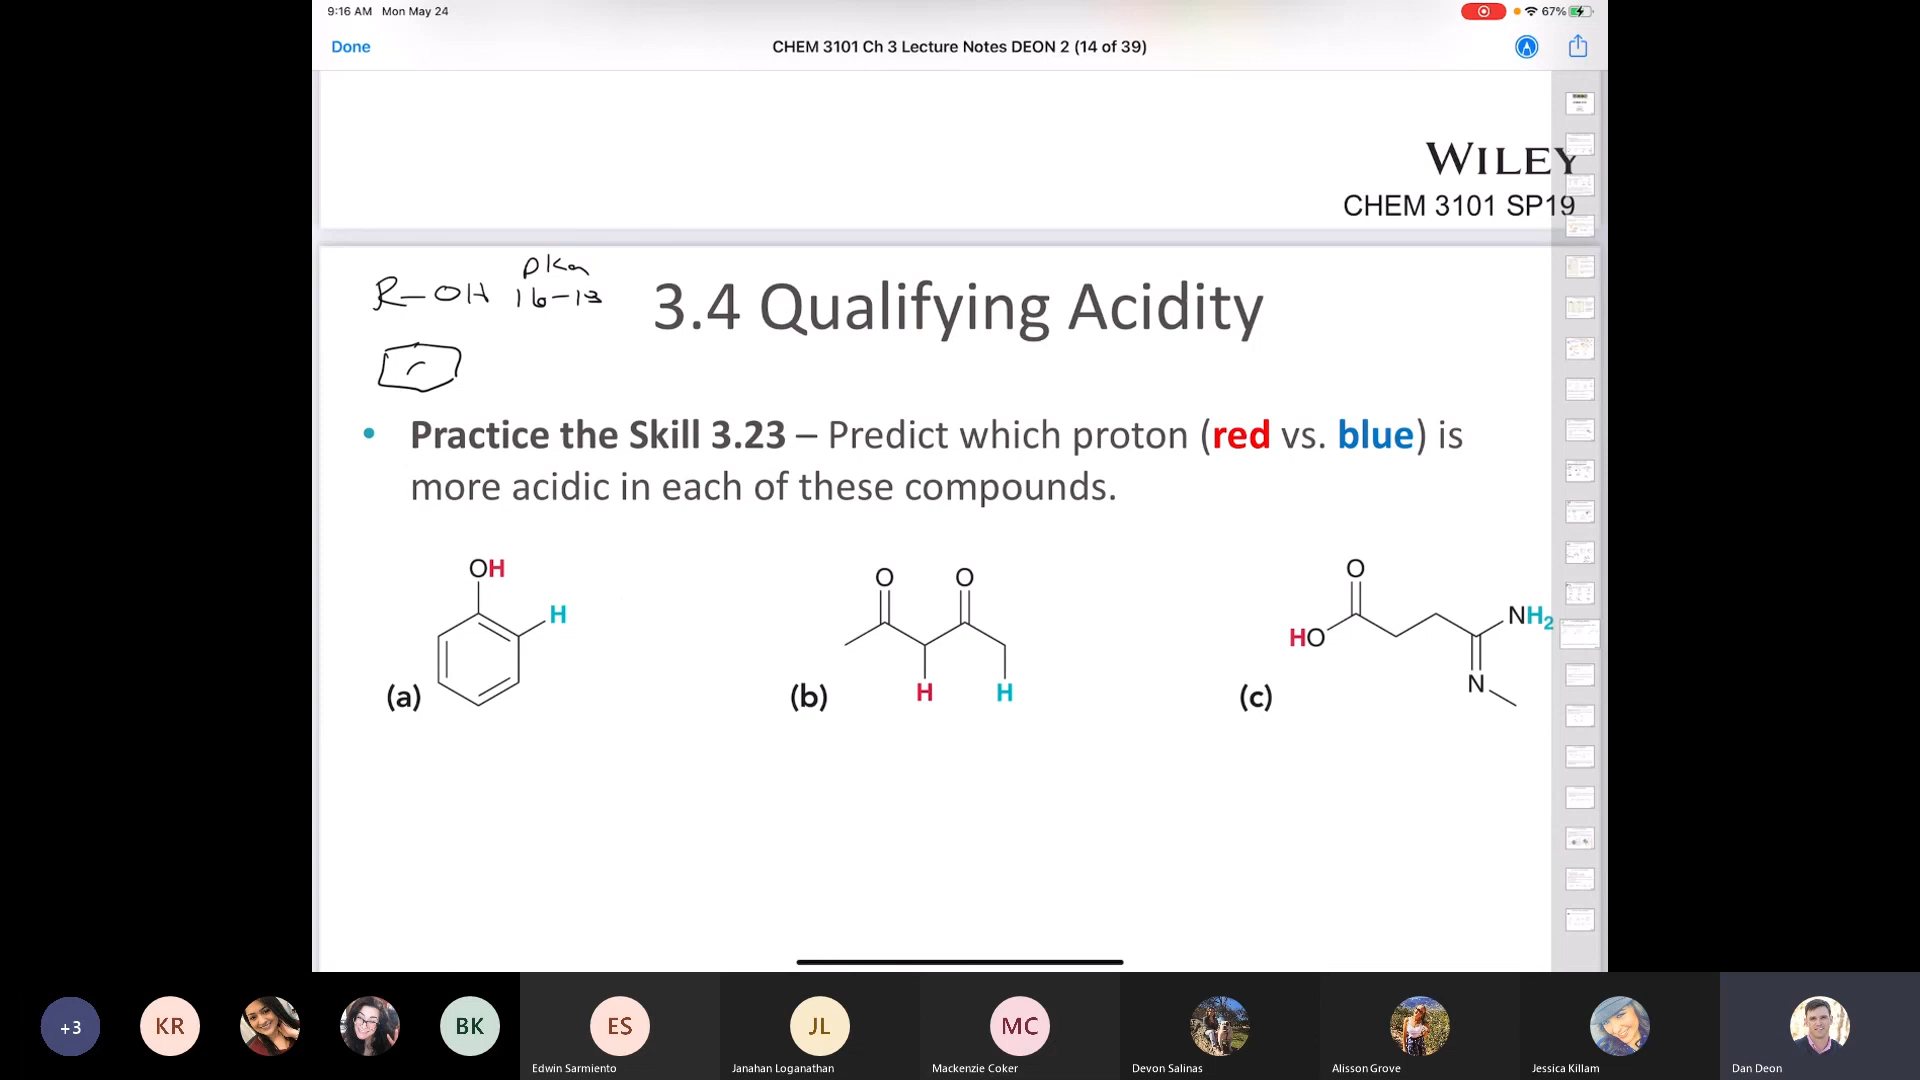 9:16 AM Mon May 24
67%
Done
CHEM 3101 Ch 3 Lecture Notes DEON 2 (14 of 39)
WILEY
CHEM 3101 SP19
pKa
R-OH 16-18
3.4 Qualifying Acidity
• Practice the Skill 3.23 – Predict which proton (red vs. blue) is
more acidic in each of these compounds.
OH
H
(a)
O O
H H
(b)
O
HO
NH2
N
(c)
+3
KR
BK
ES
JL
MC
Edwin Sarmiento
Janahan Loganathan
Mackenzie Coker
Devon Salinas
Alisson Grove
Jessica Killam
Dan Deon